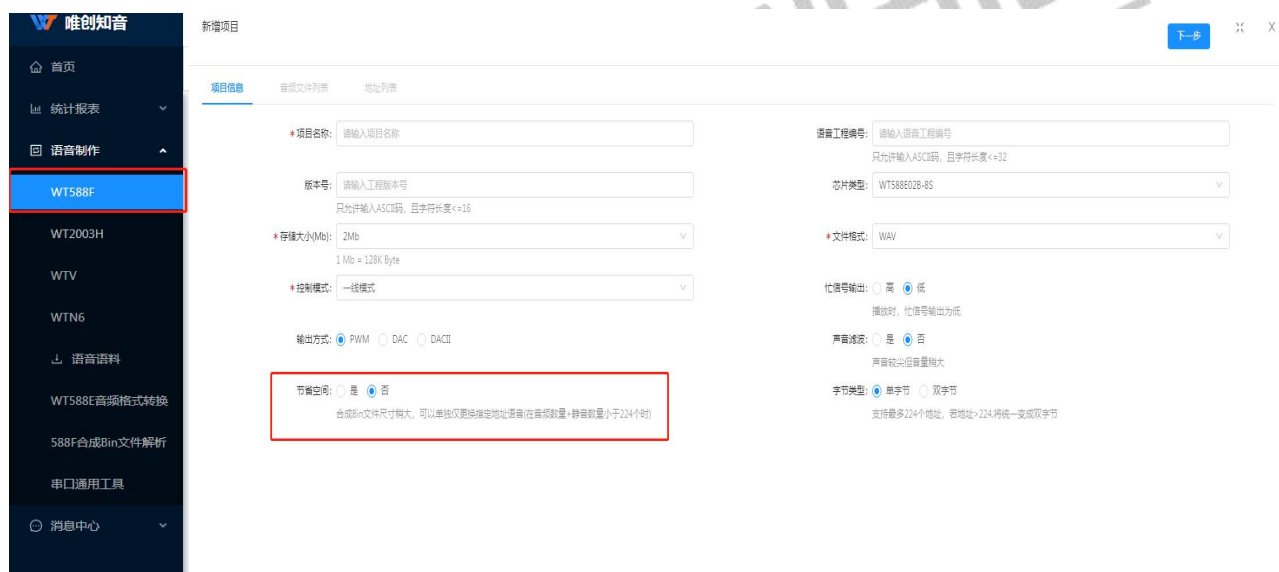 唯创知音
首页
统计报表
语音制作
WT588F
WT2003H
WTV
WTN6
语音语料
WT588E音频格式转换
588F合成Bin文件解析
串口通用工具
消息中心
新增项目
下一步
X
项目信息 音频文件列表 地址列表
*项目名称: 请输入项目名称
语音工程编号: 请输入语音工程编号
只允许输入ASCII码，且字符长度<=32
版本号: 请输入工程版本号
只允许输入ASCII码，且字符长度<=16
芯片类型: WT588E02B-8S
*存储大小(Mb): 2Mb
1 Mb = 128K Byte
*文件格式: WAV
*控制模式: 一线模式
忙信号输出: 高 低
播放时，忙信号输出为低
输出方式: PWM DAC DACII
声音滤波: 是 否
声音较尖但音量稍大
节省空间: 是 否
合成Bin文件尺寸稍大，可以单独仅更换指定地址语音(在音频数量+静音数量小于224个时)
字节类型: 单字节 双字节
支持最多224个地址，若地址>224,将统一变成双字节